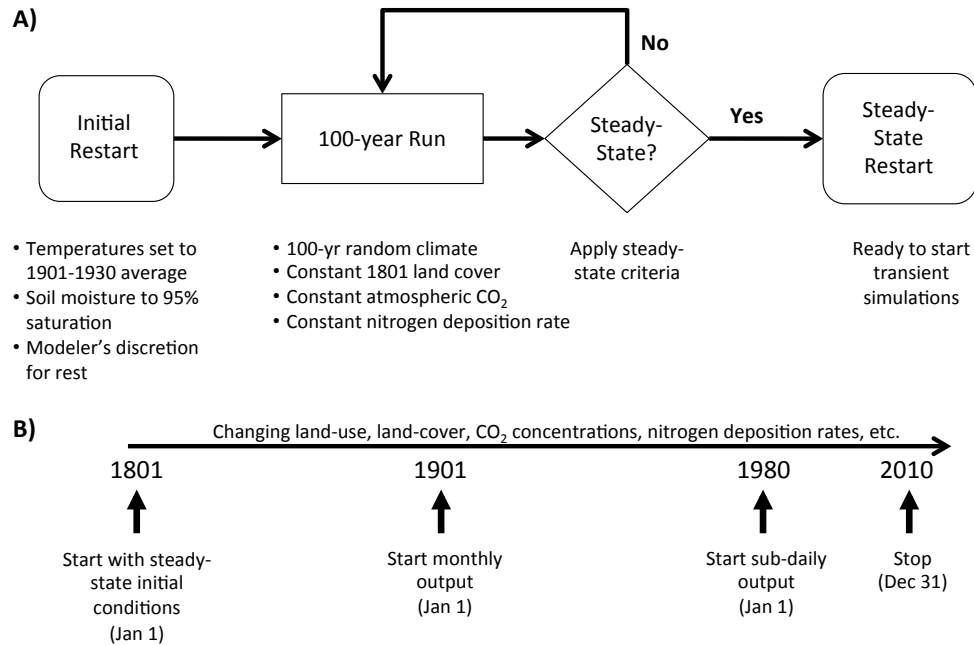 A)
No
Initial
Restart
100-year Run
Steady-
State?
Yes
Steady-
State
Restart
• Temperatures set to
1901-1930 average
• Soil moisture to 95%
saturation
• Modeler's discretion
for rest
• 100-yr random climate
• Constant 1801 land cover
• Constant atmospheric CO₂
• Constant nitrogen deposition rate
Apply steady-
state criteria
Ready to start
transient
simulations
B)
Changing land-use, land-cover, CO₂ concentrations, nitrogen deposition rates, etc.
1801
1901
1980
2010
Start with steady-
state initial
conditions
(Jan 1)
Start monthly
output
(Jan 1)
Start sub-daily
output
(Jan 1)
Stop
(Dec 31)